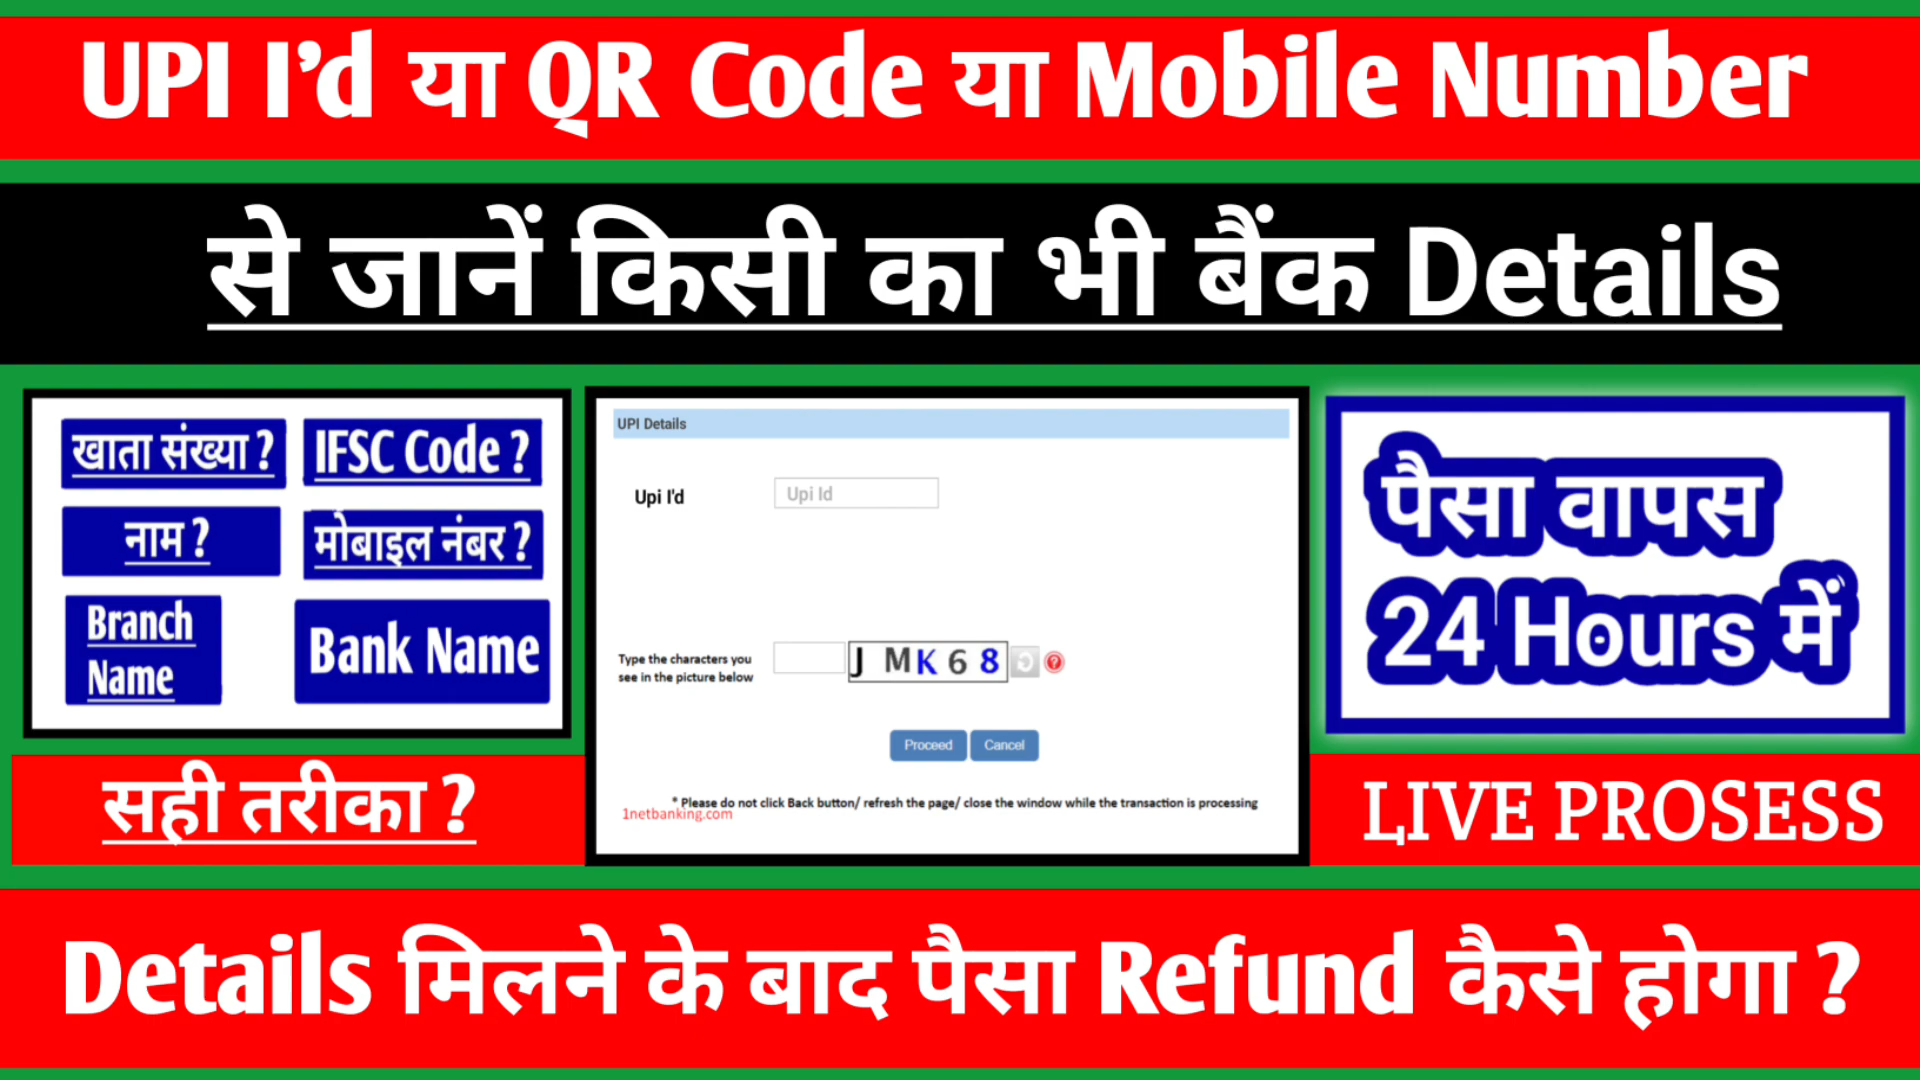 UPI I’d या QR Code या Mobile Number
से जानें किसी का भी बैंक Details
खाता संख्या ?
IFSC Code ?
नाम ?
मोबाइल नंबर ?
Branch
Name
Bank Name
UPI Details
Upi I'd
Upi Id
Type the characters you
see in the picture below
J MK68
Proceed
Cancel
* Please do not click Back button/ refresh the page/ close the window while the transaction is processing
1netbanking.com
पैसा वापस
24 Hours में
सही तरीका ?
LIVE PROSESS
Details मिलने के बाद पैसा Refund कैसे होगा ?